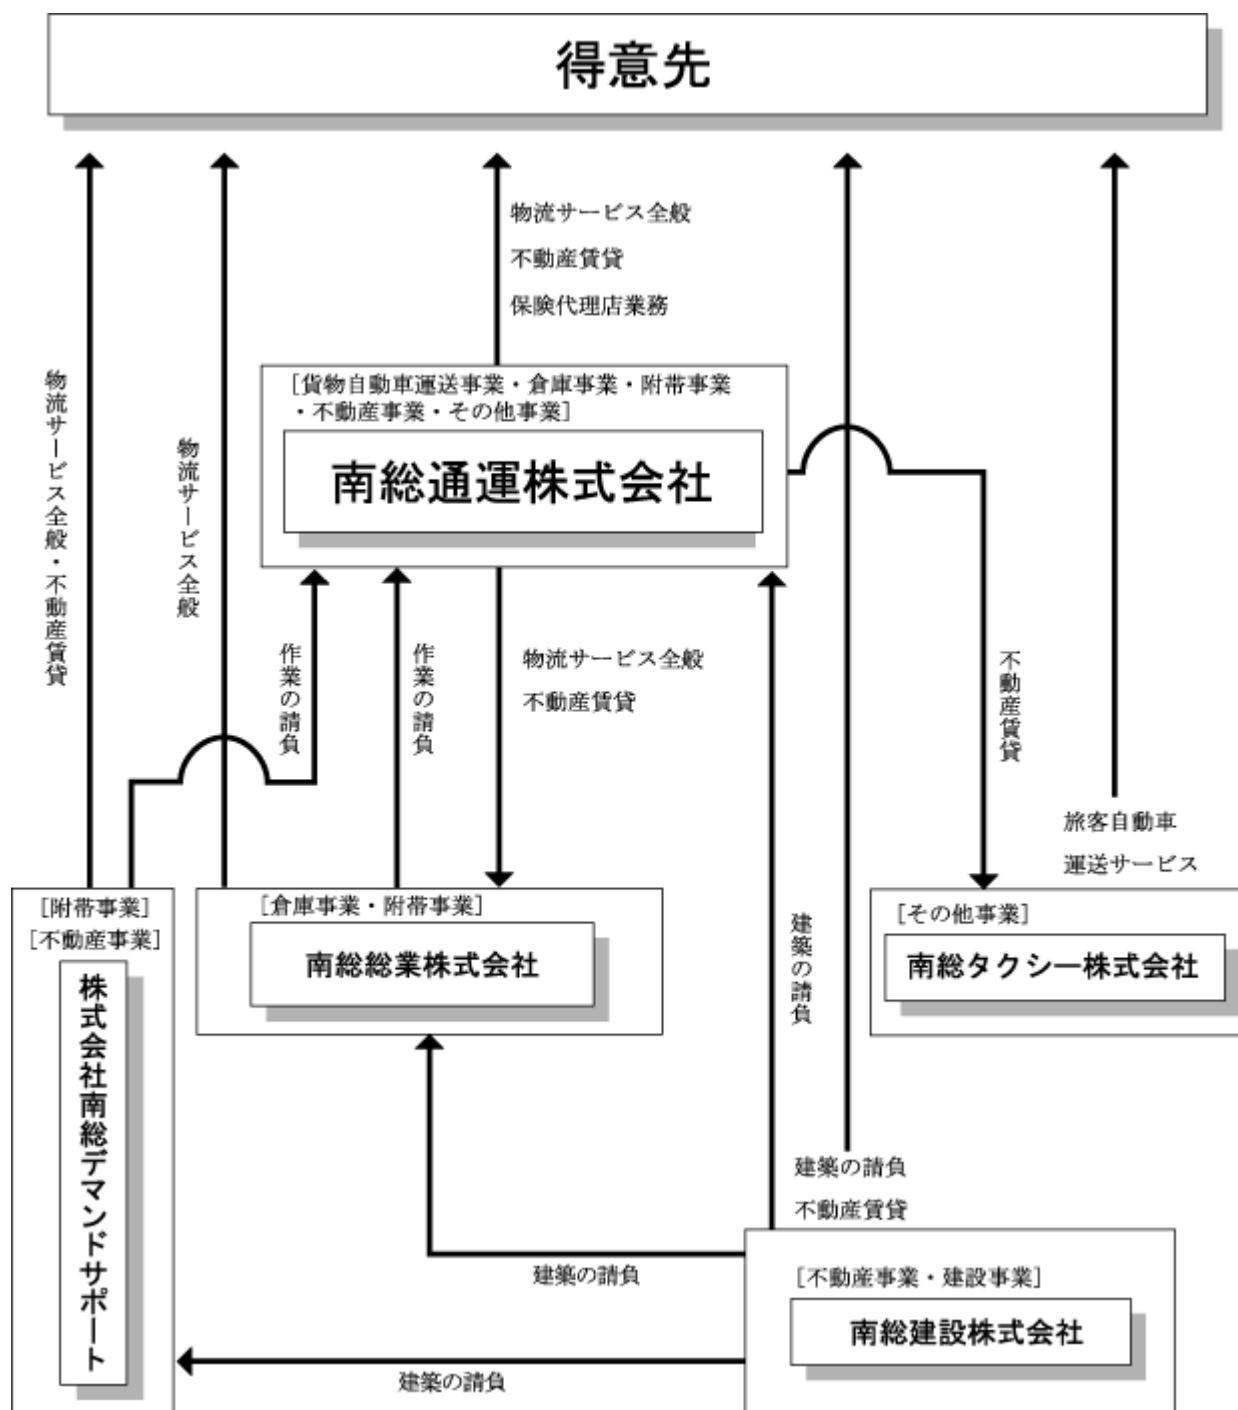 得意先
物流サービス全般
不動産賃貸
保険代理店業務
[貨物自動車運送事業・倉庫事業・附帯事業
・不動産事業・その他事業]
南総通運株式会社
物流サービス全般・不動産賃貸
物流サービス全般
作業の請負
作業の請負
物流サービス全般
不動産賃貸
不動産賃貸
旅客自動車
運送サービス
[附帯事業]
[不動産事業]
株式会社南総デマンドサポート
[倉庫事業・附帯事業]
南総総業株式会社
建築の請負
[その他事業]
南総タクシー株式会社
建築の請負
不動産賃貸
建築の請負
[不動産事業・建設事業]
南総建設株式会社
建築の請負